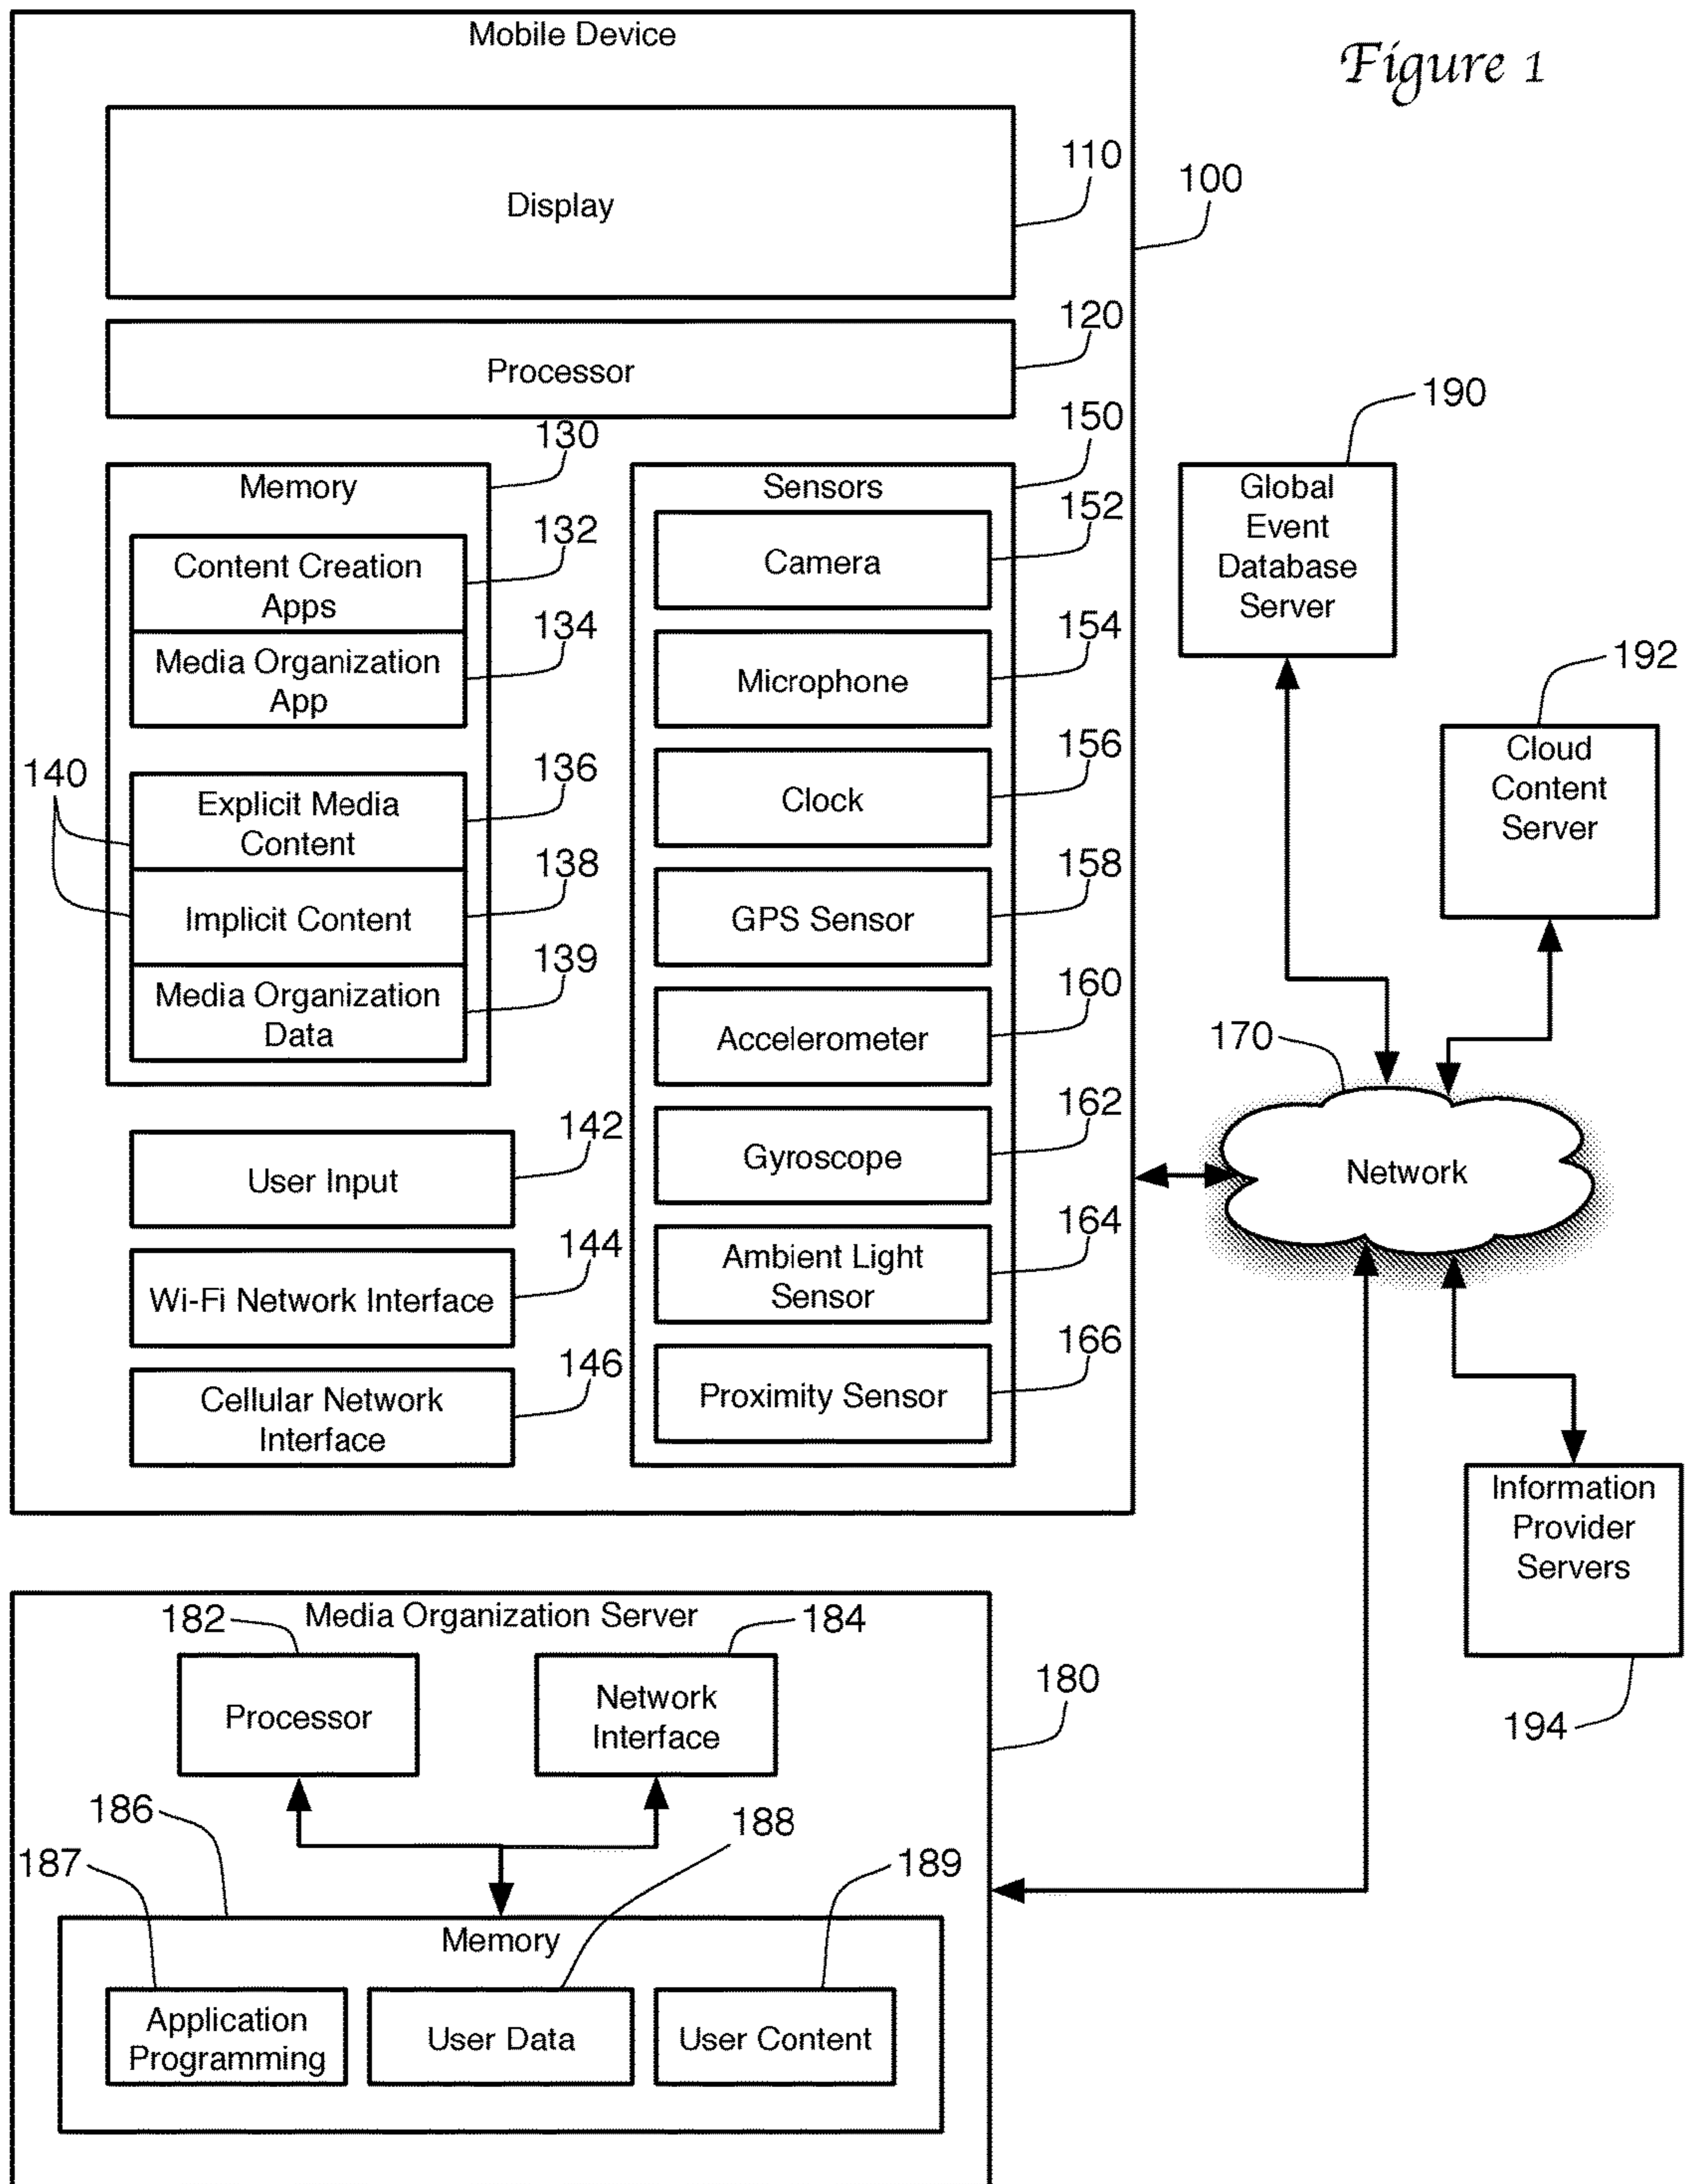 Figure 1
Mobile Device
Display
110
100
Processor
120
130
Memory
Content Creation
Apps
132
Media Organization
App
134
140
Explicit Media
Content
136
Implicit Content
138
Media Organization
Data
139
User Input
142
Wi-Fi Network Interface
144
Cellular Network
Interface
146
150
Sensors
Camera
152
Microphone
154
Clock
156
GPS Sensor
158
Accelerometer
160
Gyroscope
162
Ambient Light
Sensor
164
Proximity Sensor
166
190
Global
Event
Database
Server
192
Cloud
Content
Server
170
Network
Information
Provider
Servers
194
Media Organization Server
182
184
Processor
Network
Interface
180
186
188
187
189
Memory
Application
Programming
User Data
User Content